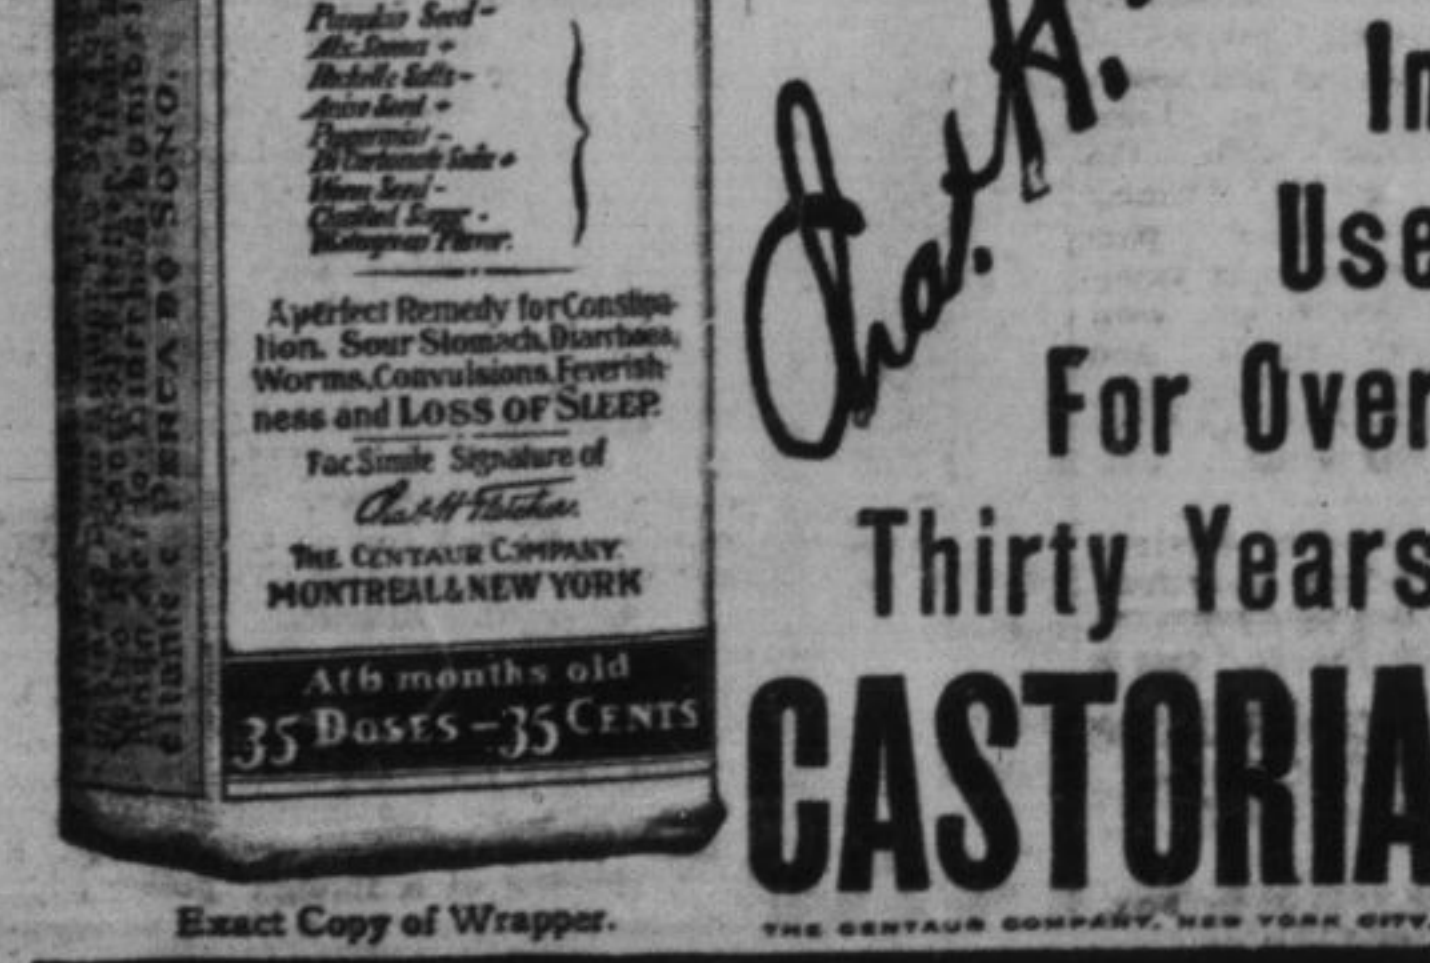 Pumpkin Seed -
Alx. Senna +
Rochelle Salts -
Anise Seed +
Peppermint -
Bi Carbonate Soda +
Worm Seed -
Clarified Sugar -
Wintergreen Flavor.
A perfect Remedy for Constipa-
tion. Sour Stomach, Diarrhoea,
Worms, Convulsions, Feverish-
ness and LOSS OF SLEEP.
Fac Simile Signature of
Chas. H. Fletcher.
THE CENTAUR COMPANY.
MONTREAL & NEW YORK
At 6 months old
35 DOSES - 35 CENTS
Exact Copy of Wrapper.
Chas. H.
In
Use
For Over
Thirty Years
CASTORIA
THE CENTAUR COMPANY, NEW YORK CITY.